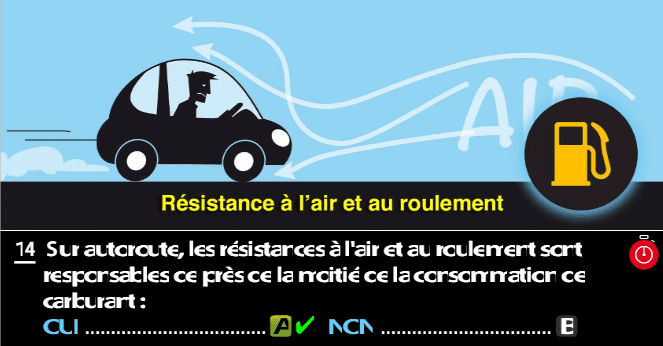 AIR
Résistance à l'air et au roulement
14 Sur autoroute, les résistances à l'air et au roulement sont
responsables de près de la moitié de la consommation de
carburant :
OUI .................................. A ✔ NON ................................ B